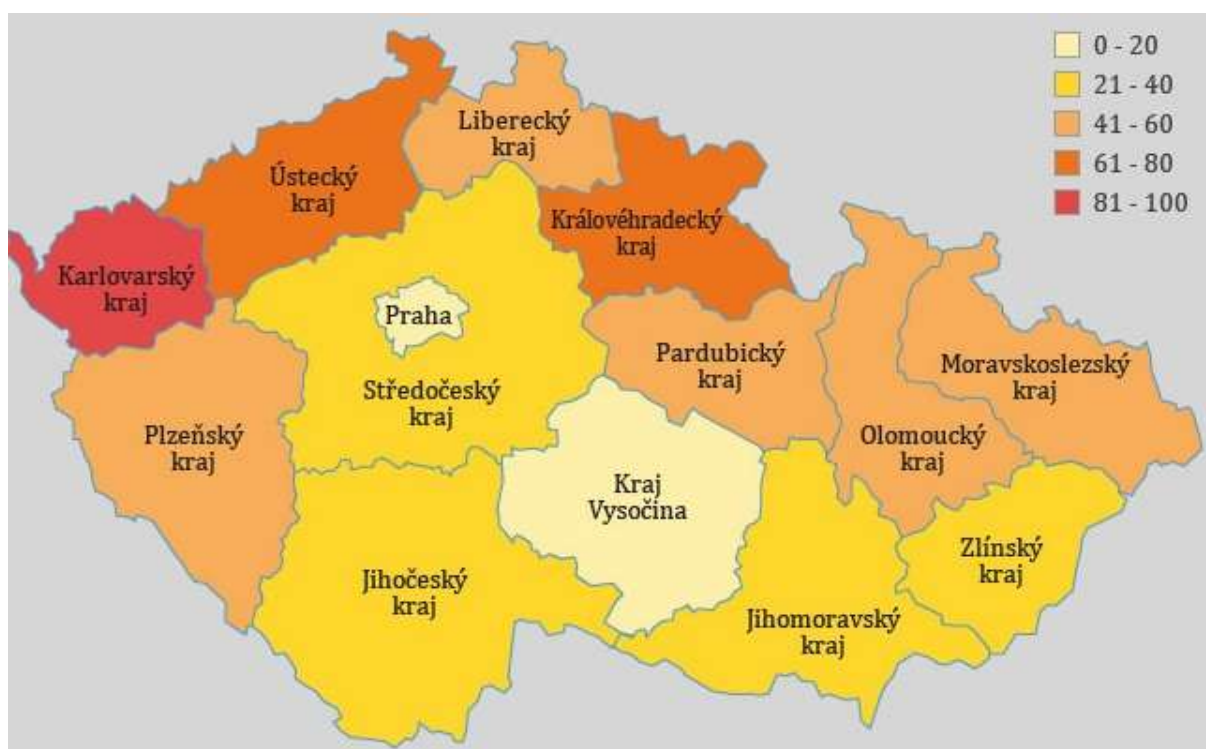 0 - 20
21 - 40
41 - 60
61 - 80
81 - 100
Liberecký
kraj
Ústecký
kraj
Královéhradecký
kraj
Karlovarský
kraj
Praha
Pardubický
kraj
Moravskoslezský
kraj
Středočeský
kraj
Plzeňský
kraj
Olomoucký
kraj
Kraj
Vysočina
Zlínský
kraj
Jihočeský
kraj
Jihomoravský
kraj